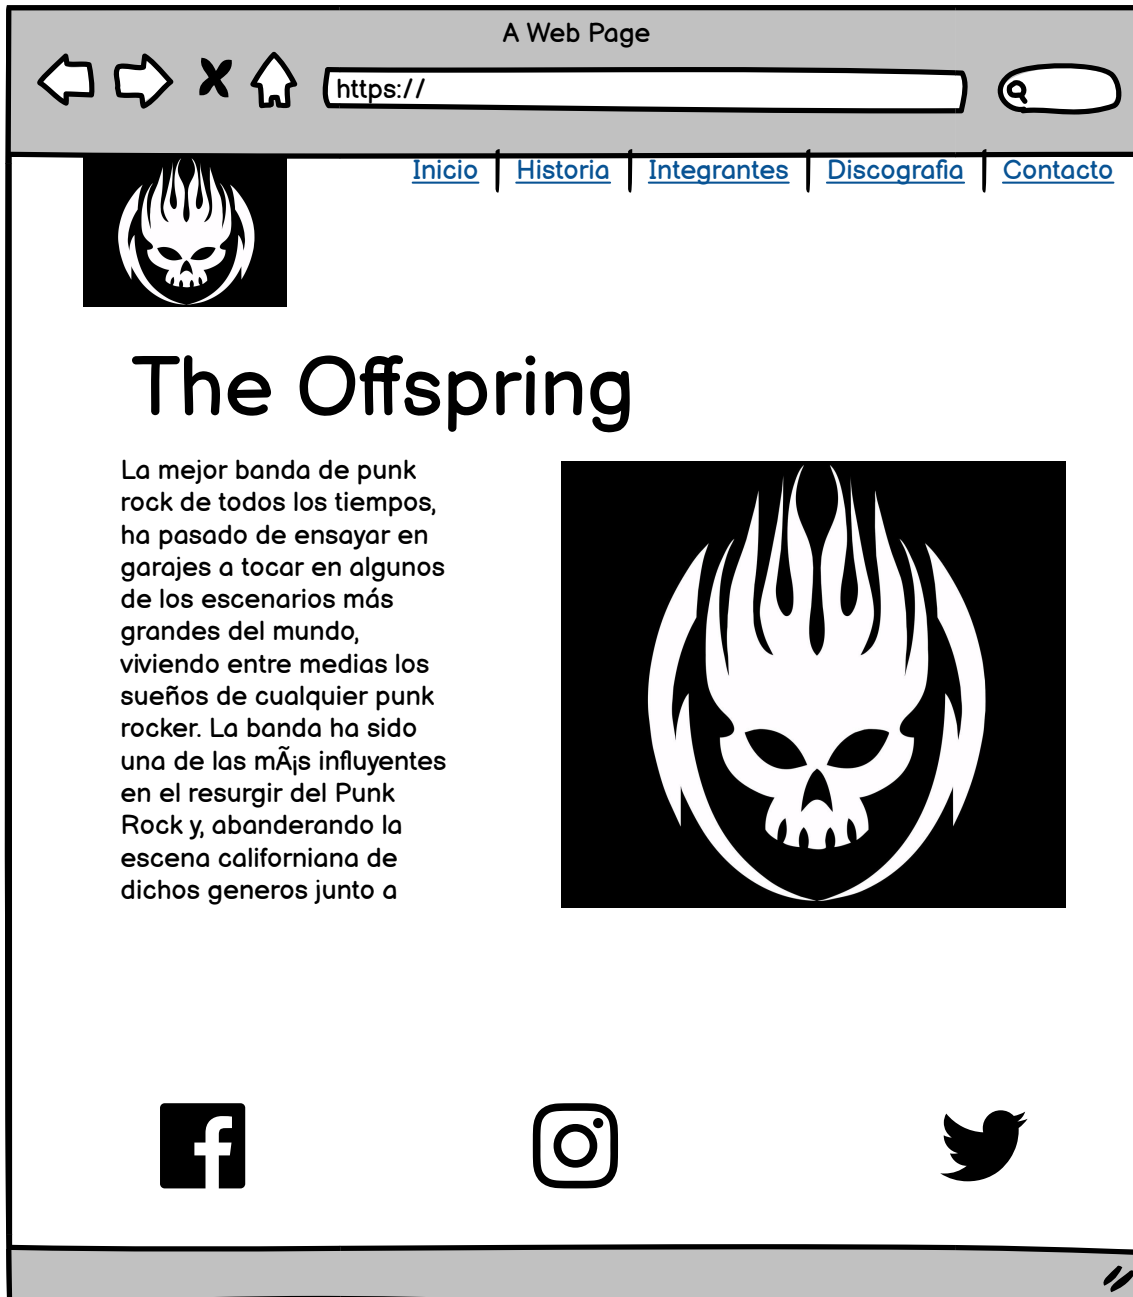 A Web Page
https://
Inicio | Historia | Integrantes | Discografia | Contacto
The Offspring
La mejor banda de punk
rock de todos los tiempos,
ha pasado de ensayar en
garajes a tocar en algunos
de los escenarios más
grandes del mundo,
viviendo entre medias los
sueños de cualquier punk
rocker. La banda ha sido
una de las mÃ¡s influyentes
en el resurgir del Punk
Rock y, abanderando la
escena californiana de
dichos generos junto a